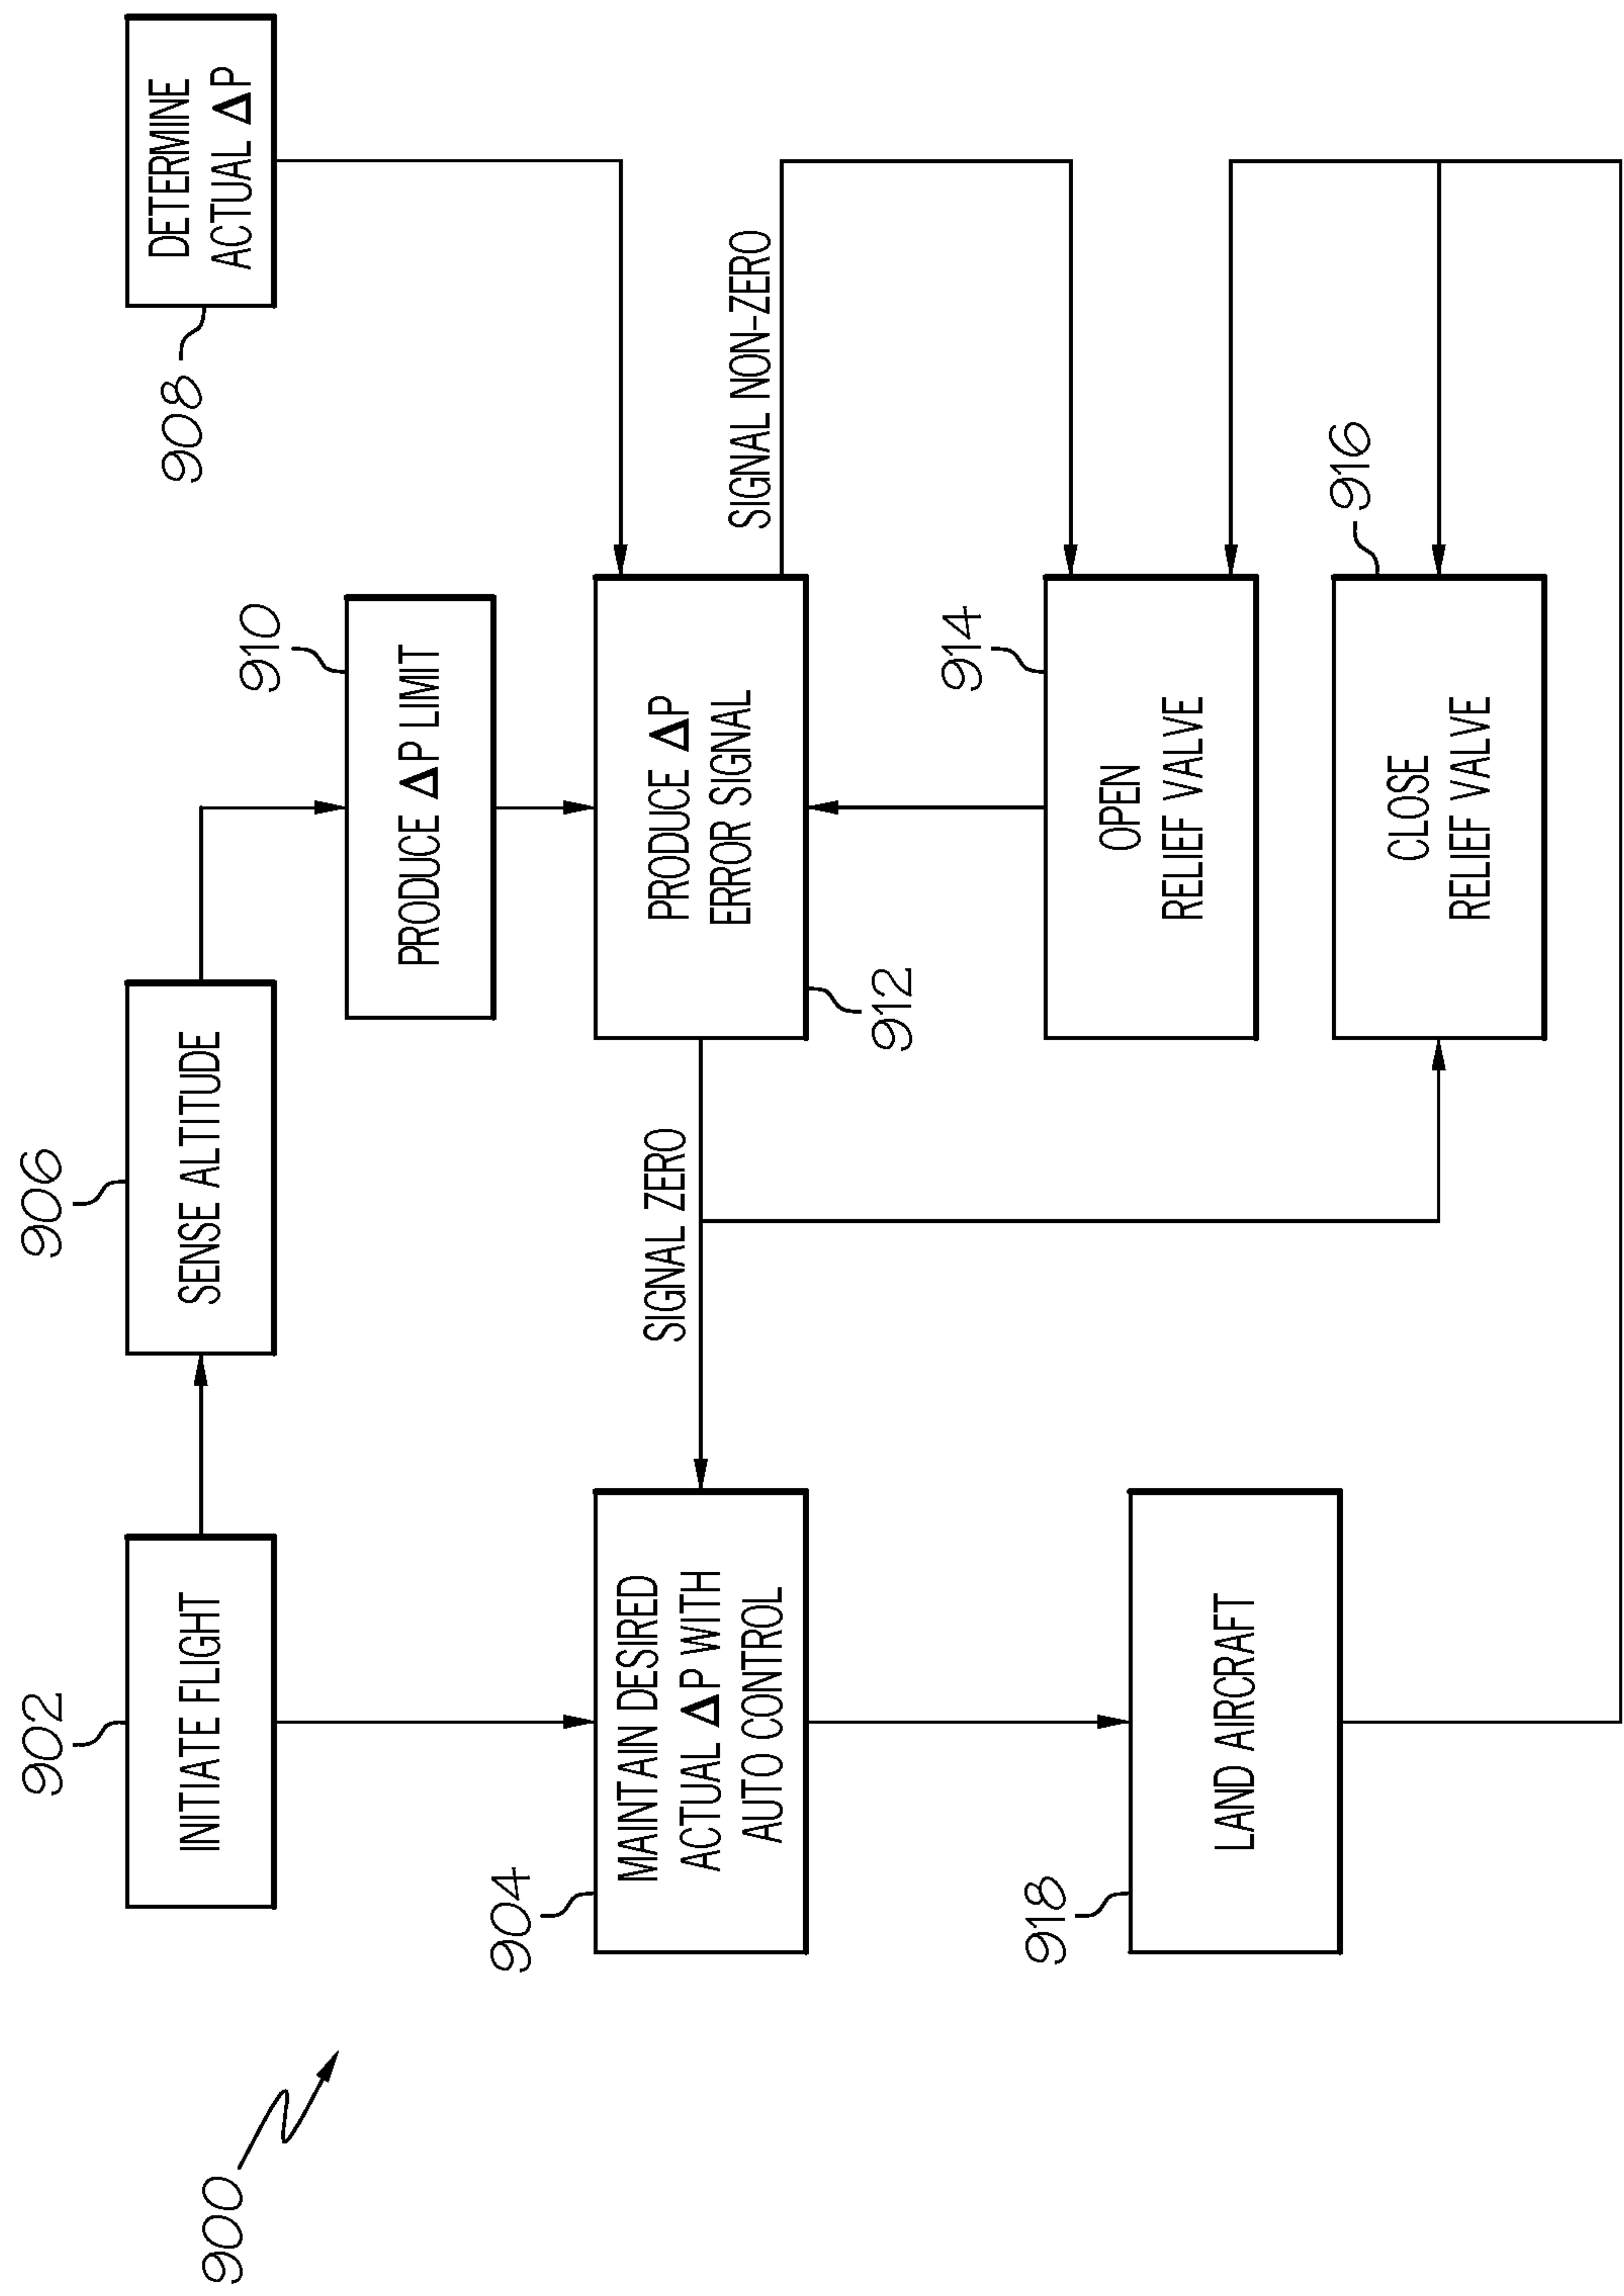 900
902
INITIATE FLIGHT
906
SENSE ALTITUDE
908
DETERMINE
ACTUAL ΔP
910
PRODUCE ΔP LIMIT
904
MAINTAIN DESIRED
ACTUAL ΔP WITH
AUTO CONTROL
SIGNAL ZERO
912
PRODUCE ΔP
ERROR SIGNAL
SIGNAL NON-ZERO
918
LAND AIRCRAFT
914
OPEN
RELIEF VALVE
916
CLOSE
RELIEF VALVE